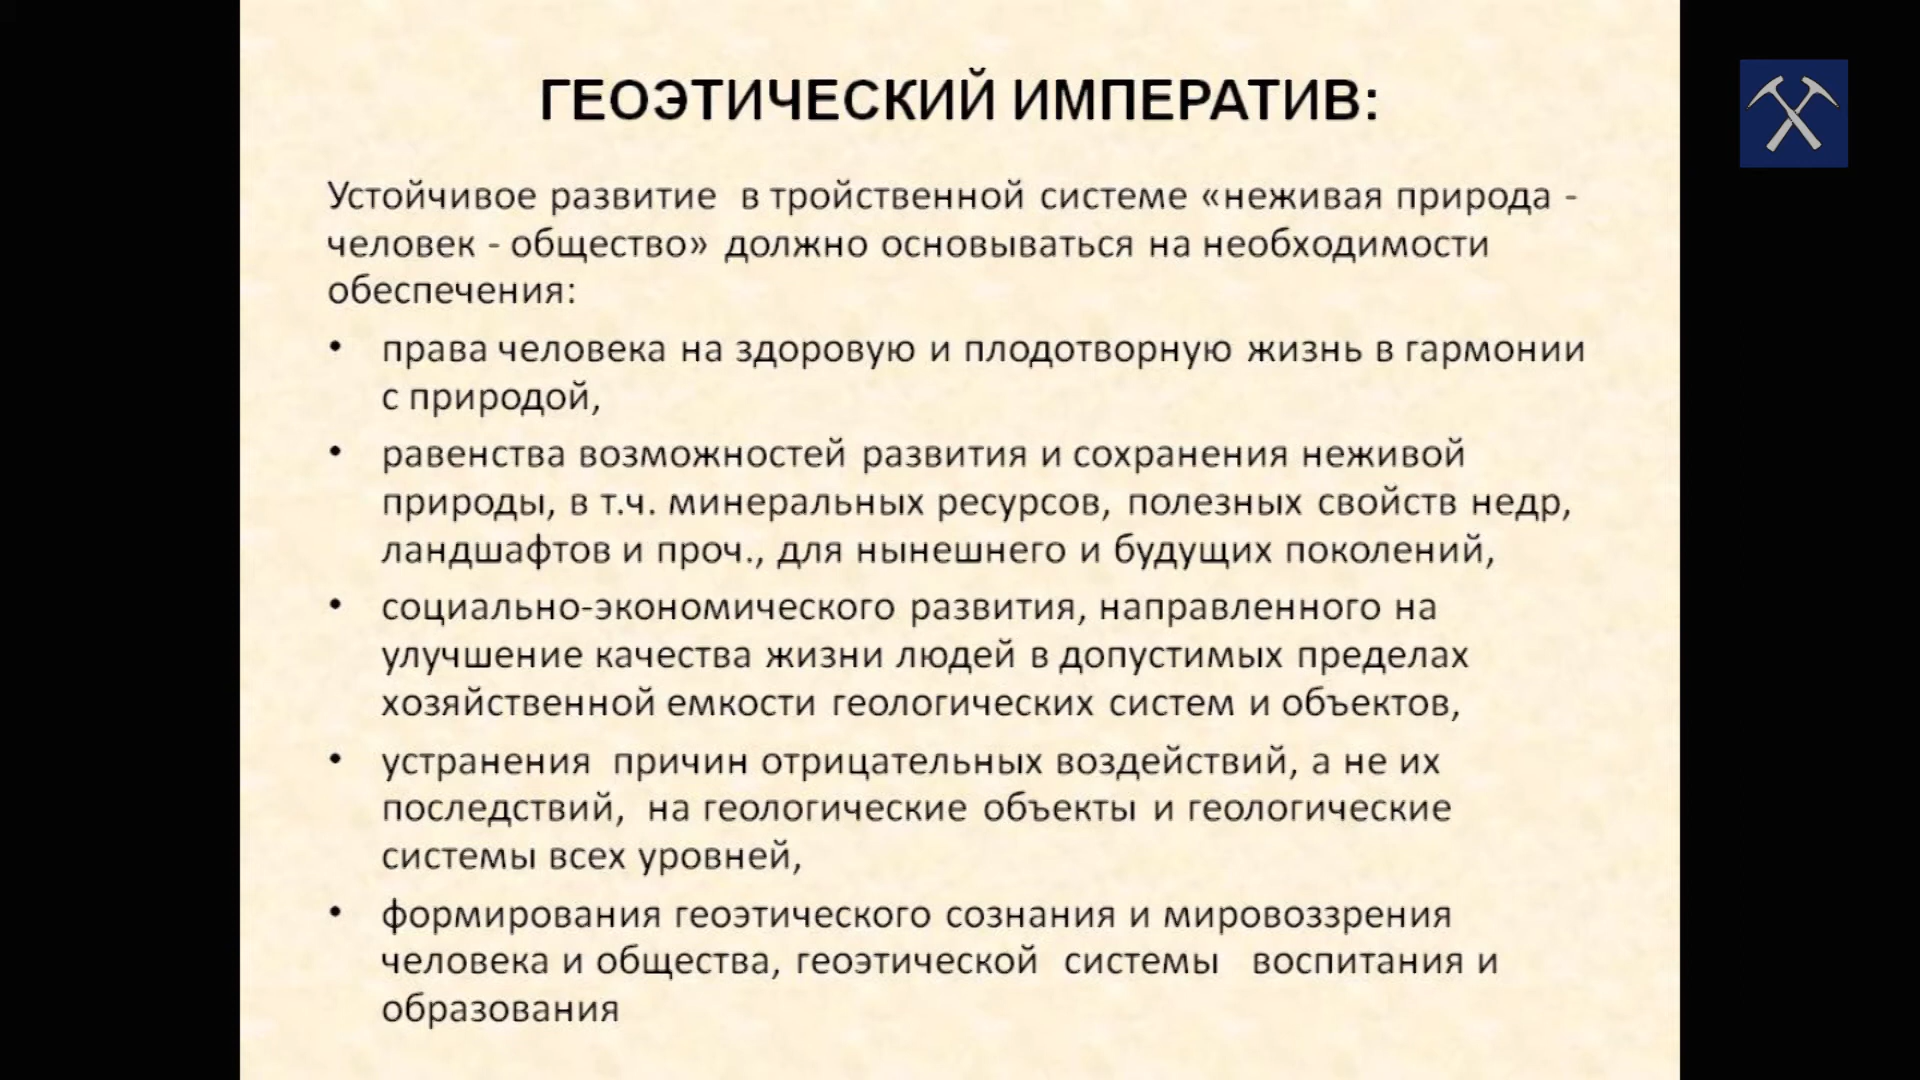 ГЕОЭТИЧЕСКИЙ ИМПЕРАТИВ:
Устойчивое развитие в тройственной системе «неживая природа -
человек - общество» должно основываться на необходимости
обеспечения:
• права человека на здоровую и плодотворную жизнь в гармонии
с природой,
• равенства возможностей развития и сохранения неживой
природы, в т.ч. минеральных ресурсов, полезных свойств недр,
ландшафтов и проч., для нынешнего и будущих поколений,
• социально-экономического развития, направленного на
улучшение качества жизни людей в допустимых пределах
хозяйственной емкости геологических систем и объектов,
• устранения причин отрицательных воздействий, а не их
последствий, на геологические объекты и геологические
системы всех уровней,
• формирования геоэтического сознания и мировоззрения
человека и общества, геоэтической системы воспитания и
образования